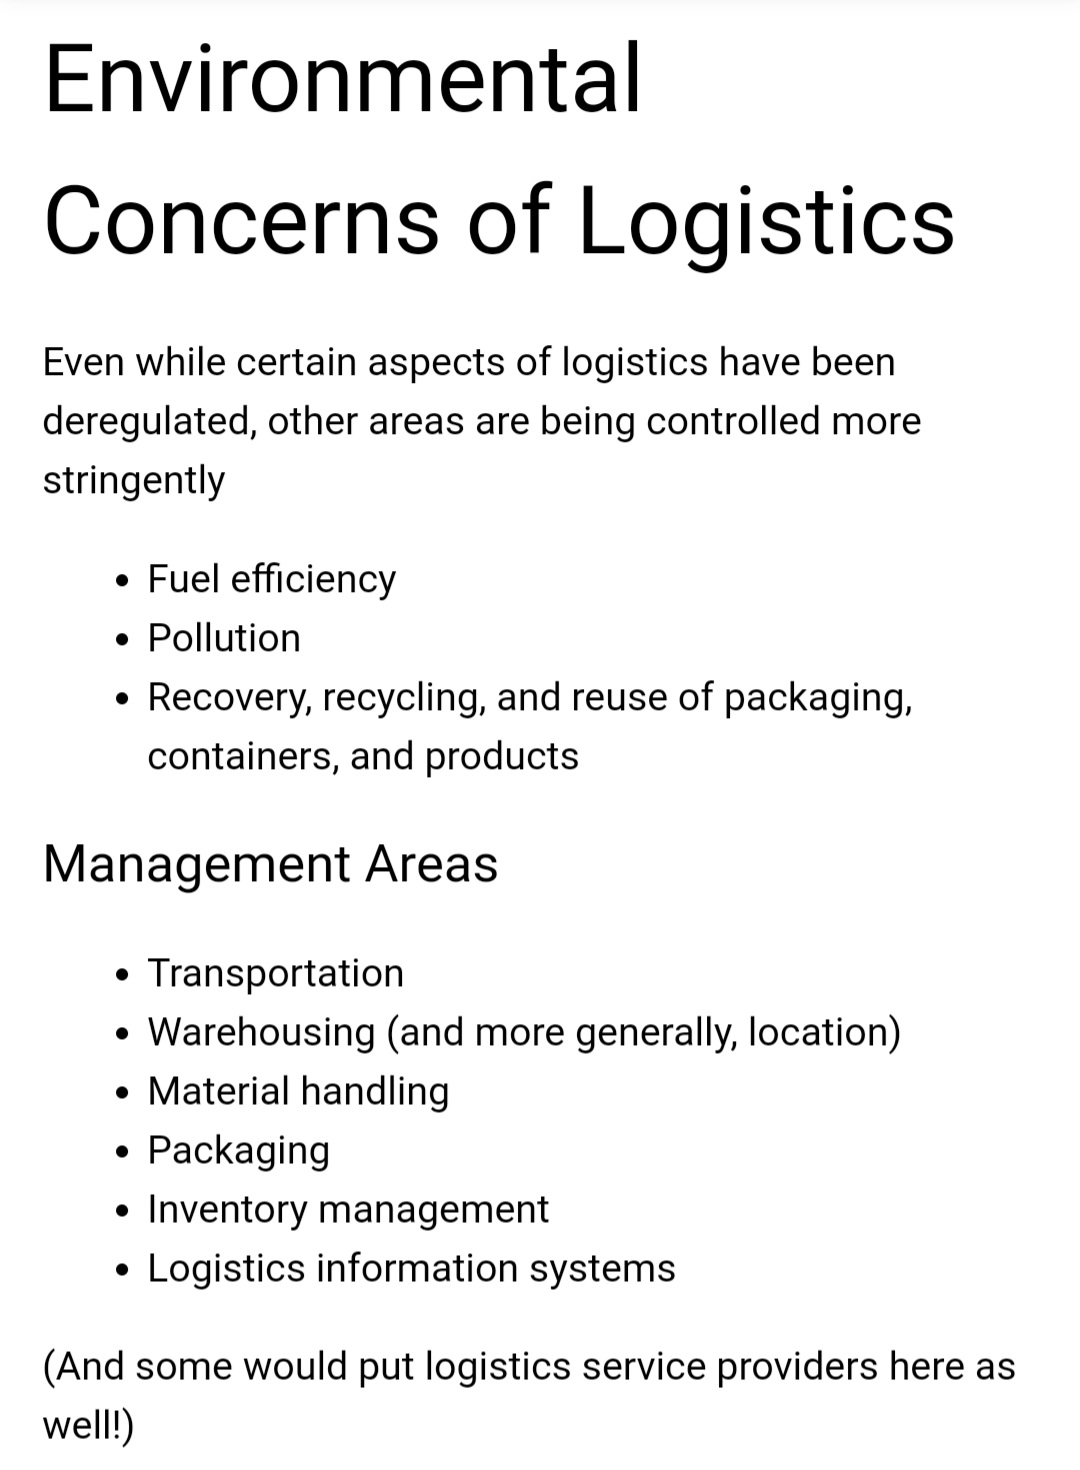 Environmental
Concerns of Logistics
Even while certain aspects of logistics have been
deregulated, other areas are being controlled more
stringently
• Fuel efficiency
• Pollution
• Recovery, recycling, and reuse of packaging,
containers, and products
Management Areas
• Transportation
• Warehousing (and more generally, location)
• Material handling
• Packaging
• Inventory management
• Logistics information systems
(And some would put logistics service providers here as
well!)